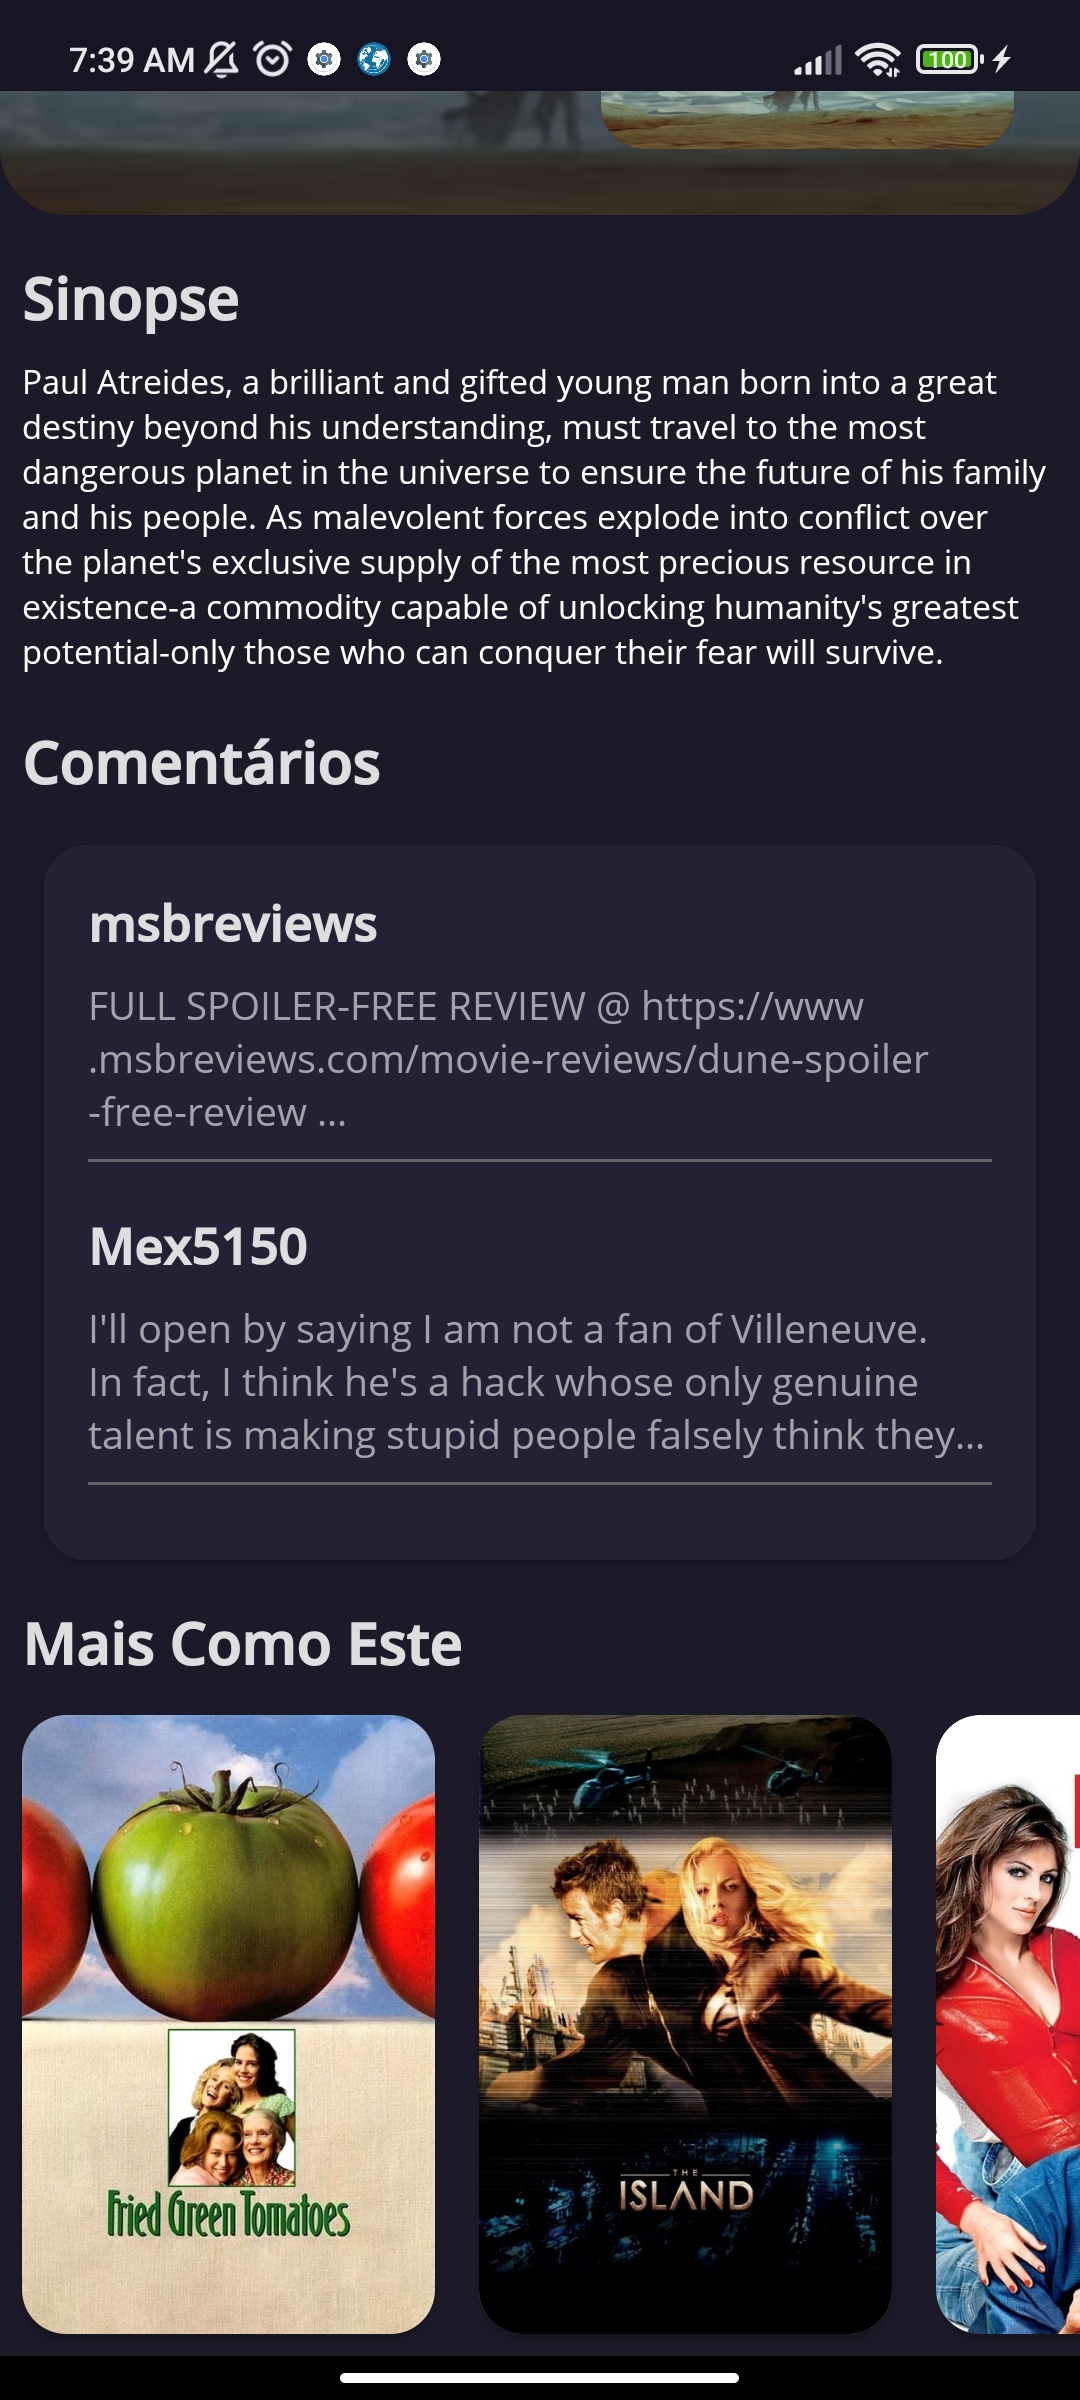 7:39 AM
100
Sinopse
Paul Atreides, a brilliant and gifted young man born into a great
destiny beyond his understanding, must travel to the most
dangerous planet in the universe to ensure the future of his family
and his people. As malevolent forces explode into conflict over
the planet's exclusive supply of the most precious resource in
existence-a commodity capable of unlocking humanity's greatest
potential-only those who can conquer their fear will survive.
Comentários
msbreviews
FULL SPOILER-FREE REVIEW @ https://www
.msbreviews.com/movie-reviews/dune-spoiler
-free-review ...
Mex5150
I'll open by saying I am not a fan of Villeneuve.
In fact, I think he's a hack whose only genuine
talent is making stupid people falsely think they...
Mais Como Este
Fried Green Tomatoes
THE
ISLAND